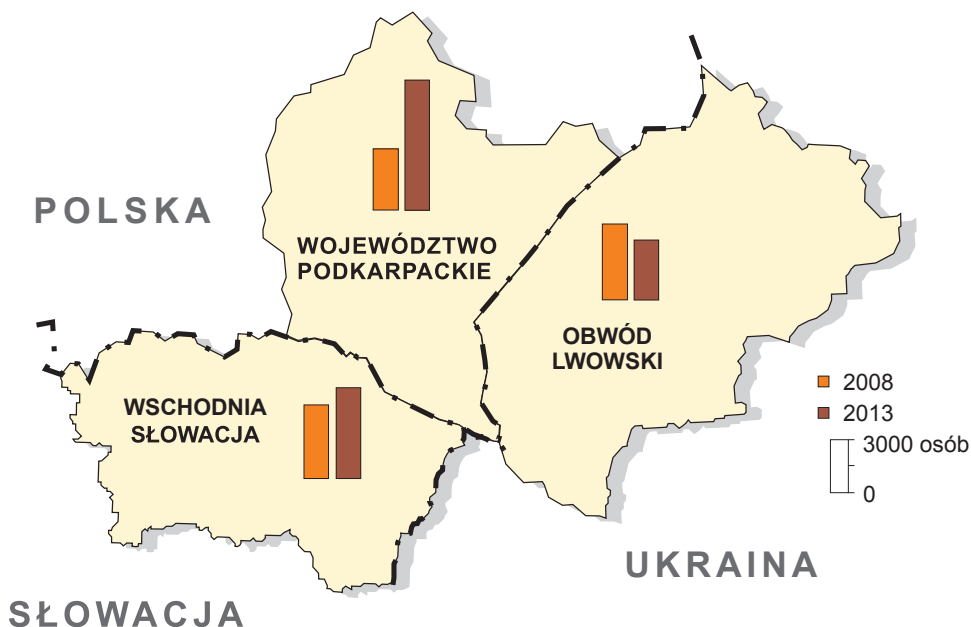 POLSKA
WOJEWÓDZTWO
PODKARPACKIE
OBWÓD
LWOWSKI
WSCHODNIA
SŁOWACJA
2008
2013
3000 osób
0
UKRAINA
SŁOWACJA